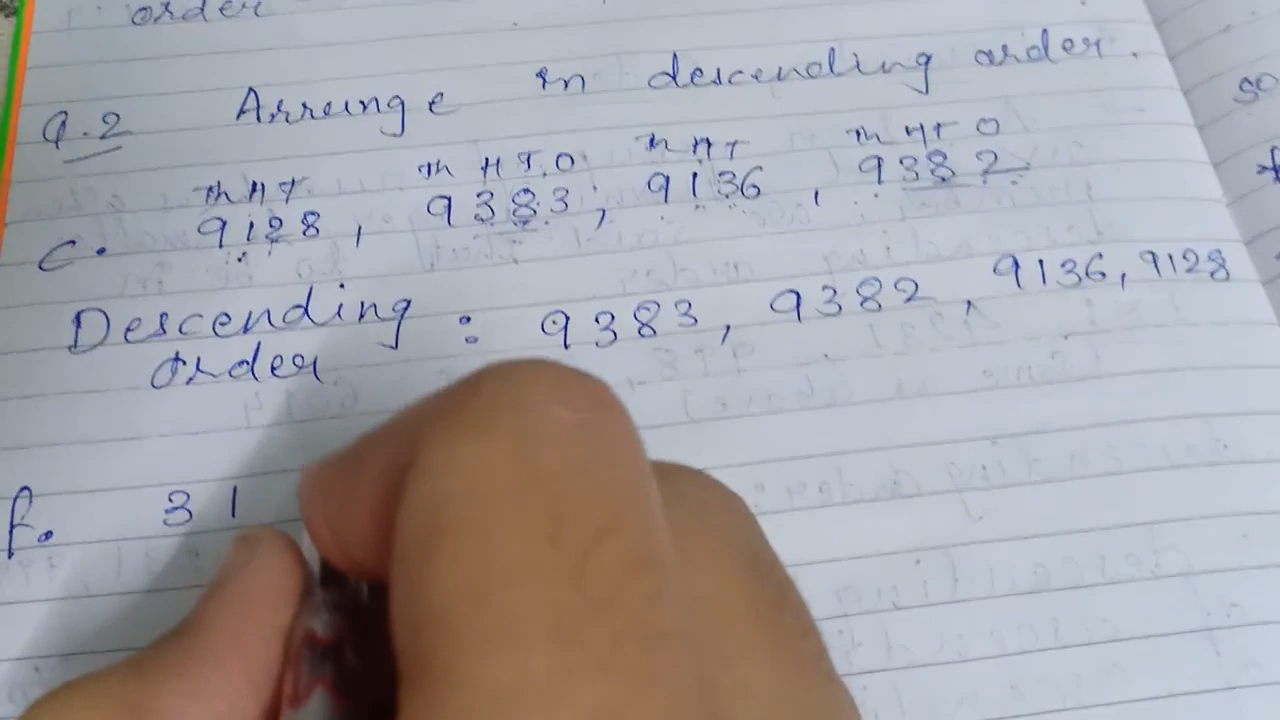 order
Q.2 Arrange in descending order.
Th H T. Th H T.O Th H T Th H T O
c. 9128, 9383, 9136, 9382
Descending : 9383, 9382, 9136, 9128
order
f. 31
so